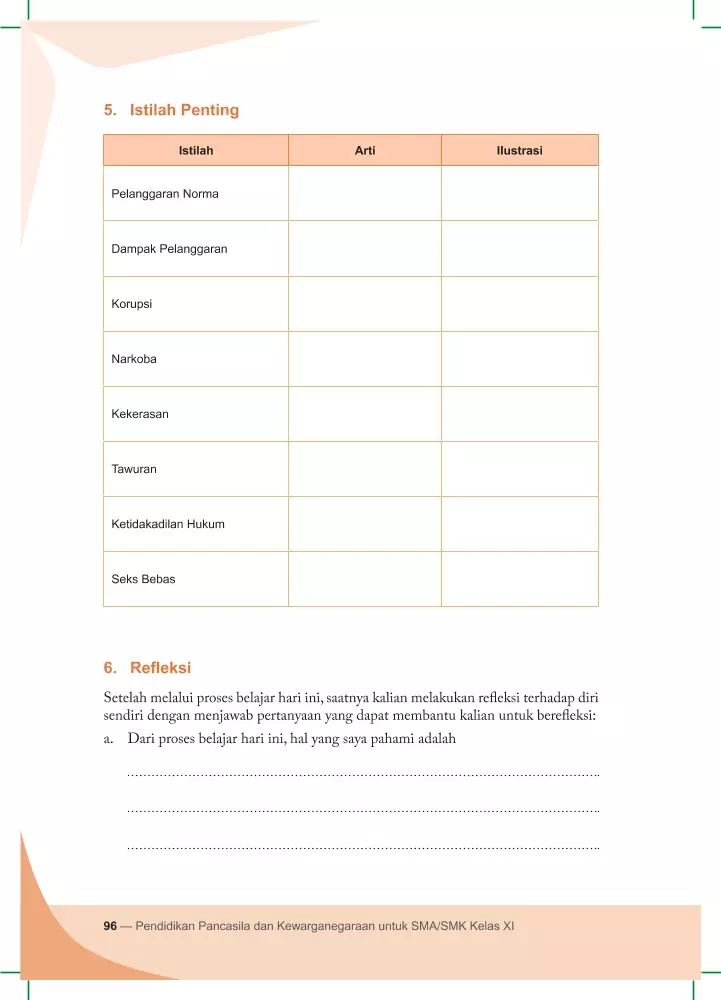 5. Istilah Penting
Istilah Arti Ilustrasi
Pelanggaran Norma
Dampak Pelanggaran
Korupsi
Narkoba
Kekerasan
Tawuran
Ketidakadilan Hukum
Seks Bebas
6. Refleksi
Setelah melalui proses belajar hari ini, saatnya kalian melakukan refleksi terhadap diri
sendiri dengan menjawab pertanyaan yang dapat membantu kalian untuk berefleksi:
a. Dari proses belajar hari ini, hal yang saya pahami adalah
96 — Pendidikan Pancasila dan Kewarganegaraan untuk SMA/SMK Kelas XI